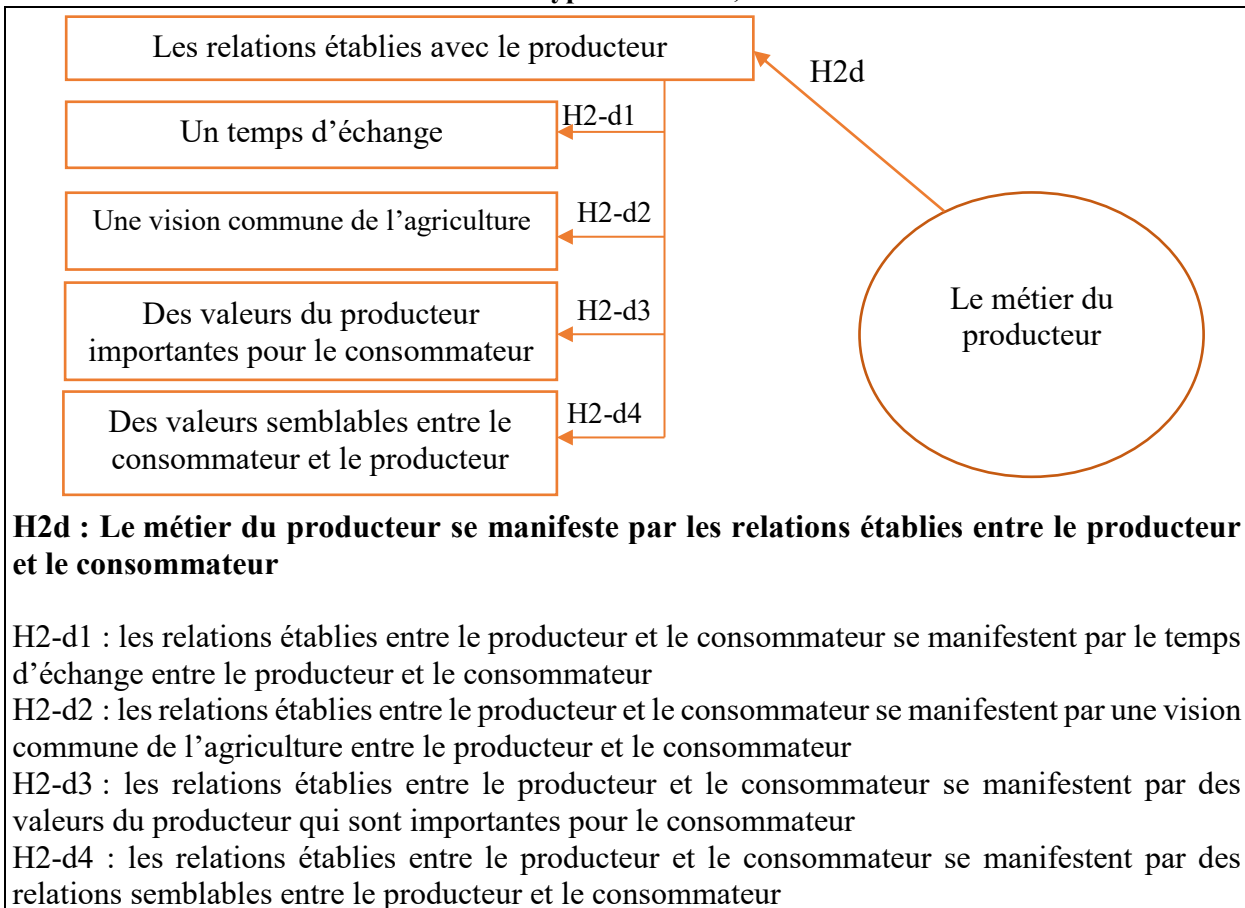 Les relations établies avec le producteur
H2d
H2-d1
Un temps d'échange
H2-d2
Une vision commune de l'agriculture
H2-d3
Des valeurs du producteur
importantes pour le consommateur
Le métier du
producteur
H2-d4
Des valeurs semblables entre le
consommateur et le producteur
H2d : Le métier du producteur se manifeste par les relations établies entre le producteur
et le consommateur
H2-d1 : les relations établies entre le producteur et le consommateur se manifestent par le temps
d'échange entre le producteur et le consommateur
H2-d2 : les relations établies entre le producteur et le consommateur se manifestent par une vision
commune de l'agriculture entre le producteur et le consommateur
H2-d3 : les relations établies entre le producteur et le consommateur se manifestent par des
valeurs du producteur qui sont importantes pour le consommateur
H2-d4 : les relations établies entre le producteur et le consommateur se manifestent par des
relations semblables entre le producteur et le consommateur